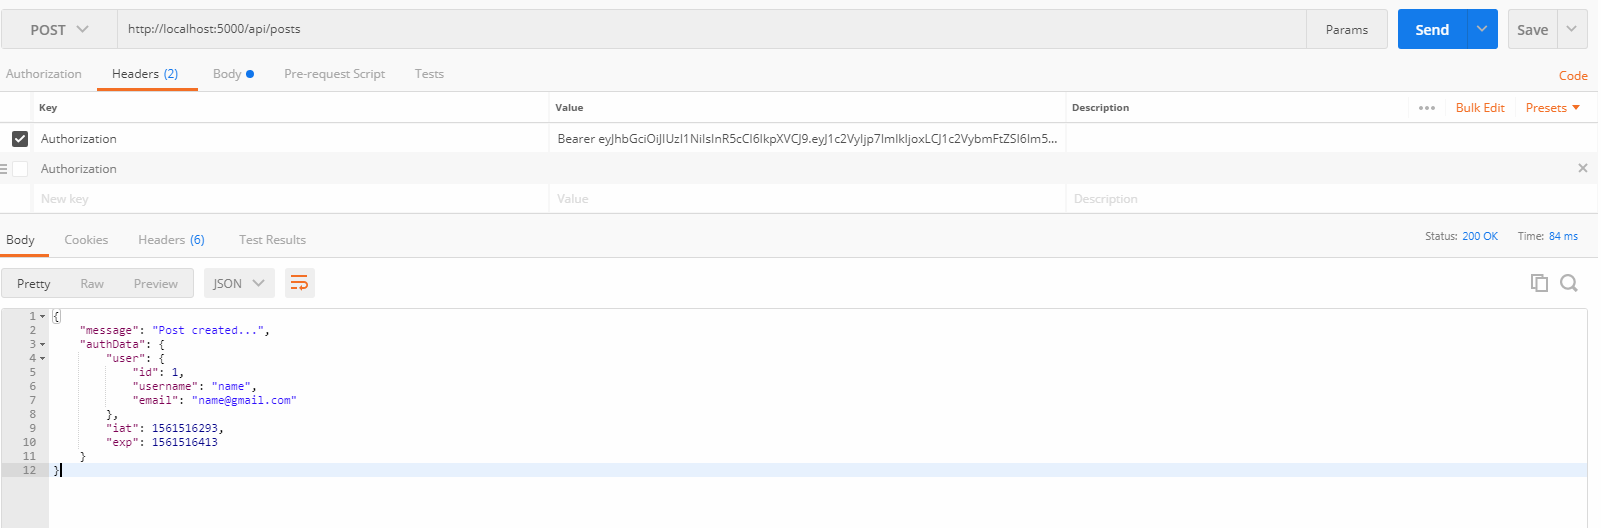 POST http://localhost:5000/api/posts Params Send Save
Authorization Headers (2) Body Pre-request Script Tests Code
Key Value Description ••• Bulk Edit Presets
Authorization Bearer eyJhbGciOiJIUzI1NiIsInR5cCI6IkpXVCJ9.eyJ1c2VyIjp7ImlkIjoxLCJ1c2VybmFtZSI6Im5...
Authorization
New key Value Description
Body Cookies Headers (6) Test Results Status: 200 OK Time: 84 ms
Pretty Raw Preview JSON
1 {
2 "message": "Post created...",
3 "authData": {
4 "user": {
5 "id": 1,
6 "username": "name",
7 "email": "name@gmail.com"
8 },
9 "iat": 1561516293,
10 "exp": 1561516413
11 }
12 }